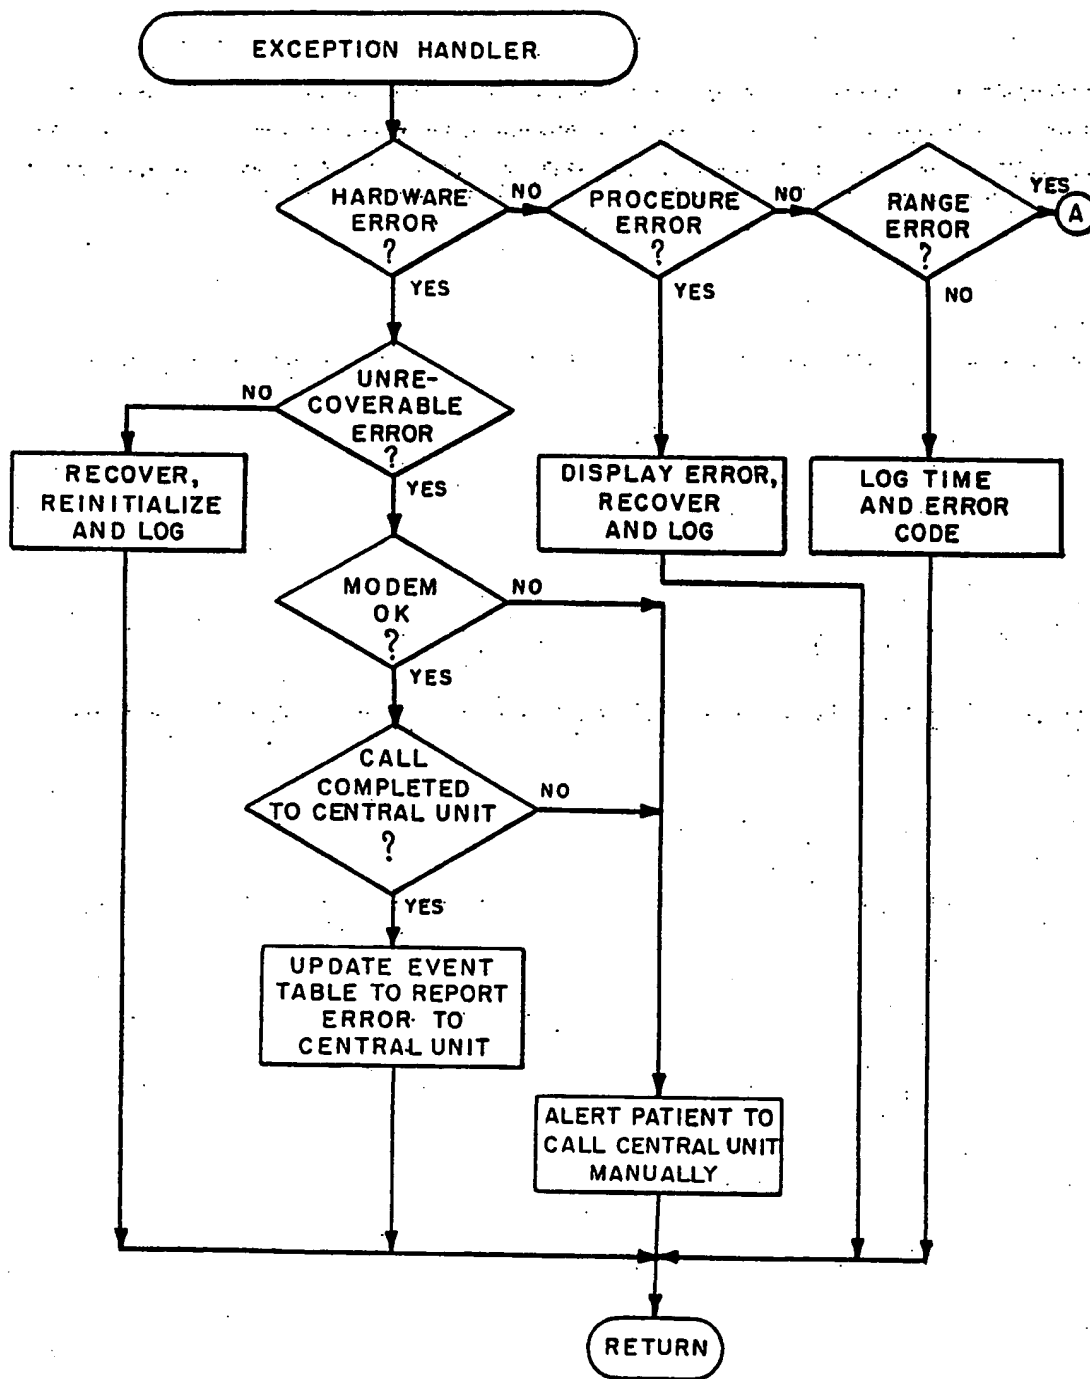 EXCEPTION HANDLER
HARDWARE
ERROR
?
NO
PROCEDURE
ERROR
?
NO
RANGE
ERROR
?
YES
A
YES
YES
NO
UNRE-
COVERABLE
ERROR
?
NO
YES
RECOVER,
REINITIALIZE
AND LOG
DISPLAY ERROR,
RECOVER
AND LOG
LOG TIME
AND ERROR
CODE
MODEM
OK
?
NO
YES
CALL
COMPLETED
TO CENTRAL UNIT
?
NO
YES
UPDATE EVENT
TABLE TO REPORT
ERROR TO
CENTRAL UNIT
ALERT PATIENT TO
CALL CENTRAL UNIT
MANUALLY
RETURN